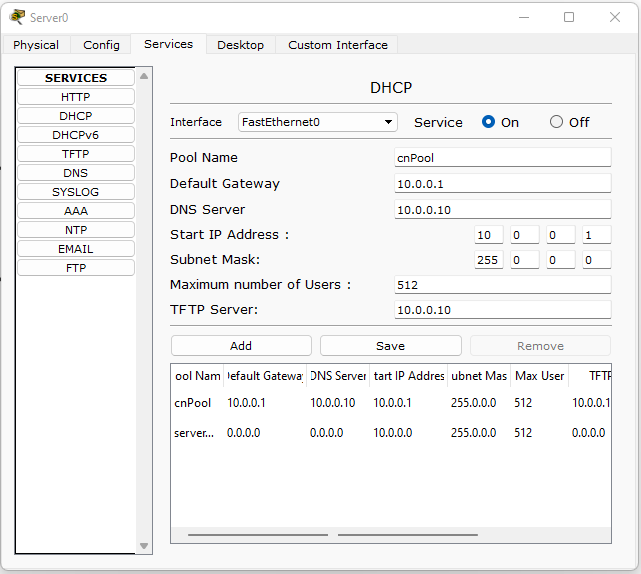 Server0
Physical Config Services Desktop Custom Interface
SERVICES
HTTP
DHCP
DHCPv6
TFTP
DNS
SYSLOG
AAA
NTP
EMAIL
FTP
DHCP
Interface FastEthernet0 Service On Off
Pool Name cnPool
Default Gateway 10.0.0.1
DNS Server 10.0.0.10
Start IP Address : 10 0 0 1
Subnet Mask: 255 0 0 0
Maximum number of Users : 512
TFTP Server: 10.0.0.10
Add Save Remove
ool Nam efault Gateway DNS Server tart IP Addres ubnet Mas Max User TFTP
cnPool 10.0.0.1 10.0.0.10 10.0.0.1 255.0.0.0 512 10.0.0.1
server... 0.0.0.0 0.0.0.0 10.0.0.0 255.0.0.0 512 0.0.0.0